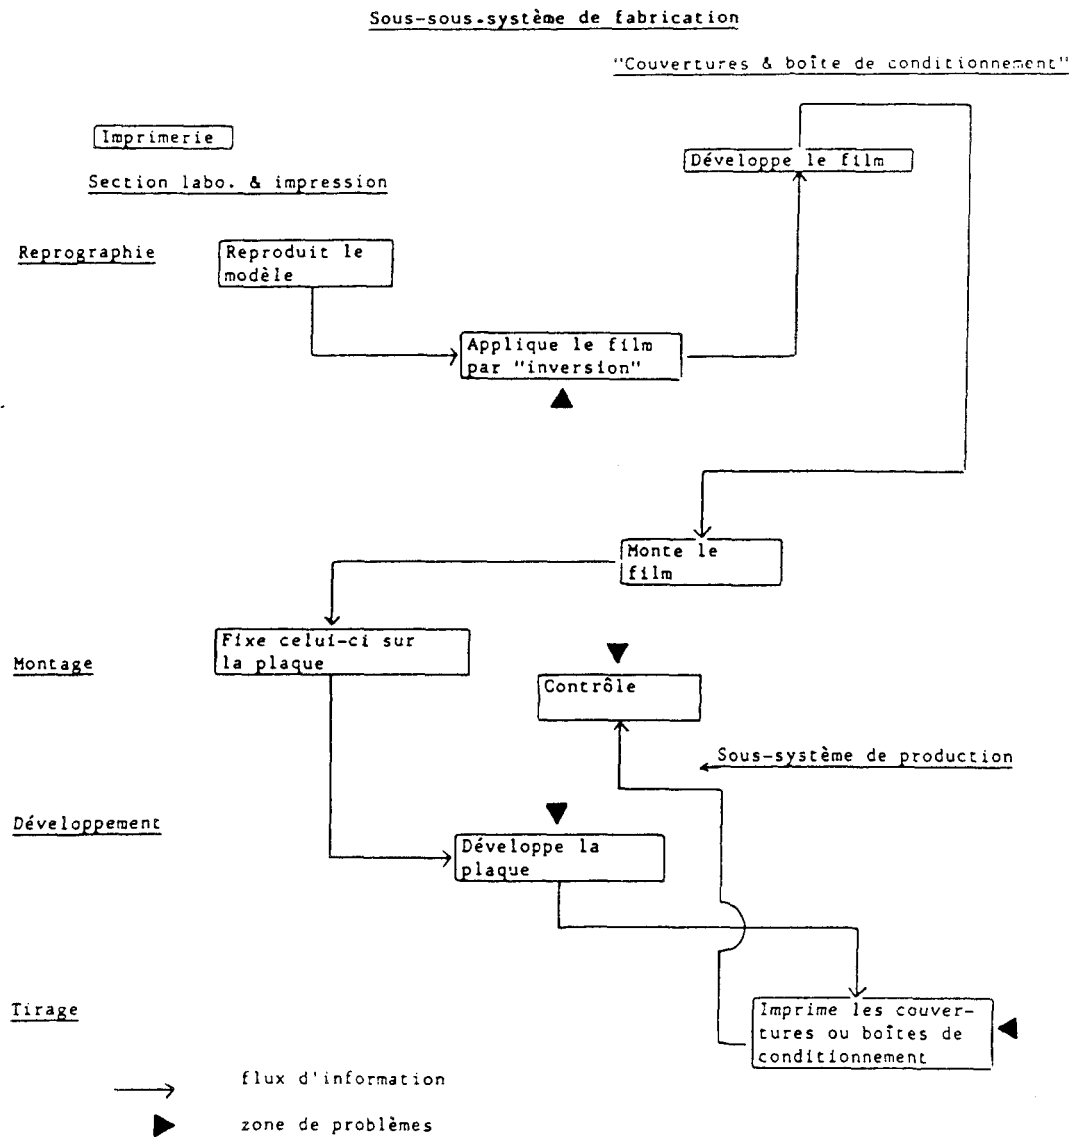 Sous-sous-système de fabrication
"Couvertures & boîte de conditionnement"
Imprimerie
Développe le film
Section labo. & impression
Reprographie
Reproduit le
modèle
Applique le film
par "inversion"
Monte le
film
Fixe celui-ci sur
la plaque
Montage
Contrôle
Sous-système de production
Développement
Développe la
plaque
Tirage
Imprime les couver-
tures ou boîtes de
conditionnement
flux d'information
zone de problèmes